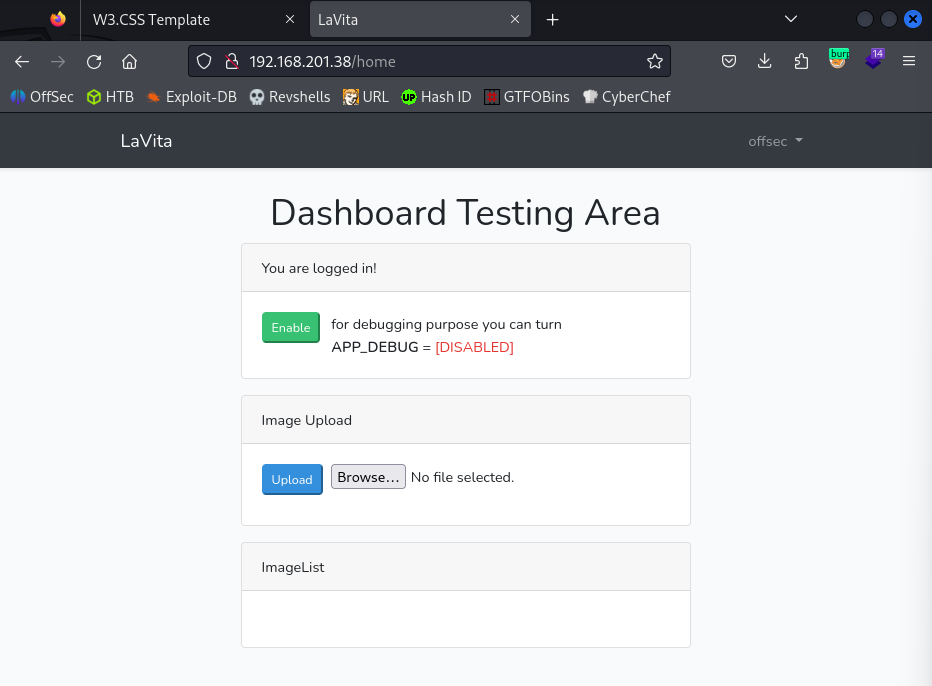 W3.CSS Template
LaVita
192.168.201.38/home
burp
14
OffSec HTB Exploit-DB Revshells URL Hash ID GTFOBins CyberChef
LaVita offsec
Dashboard Testing Area
You are logged in!
Enable for debugging purpose you can turn
APP_DEBUG = [DISABLED]
Image Upload
Upload Browse... No file selected.
ImageList